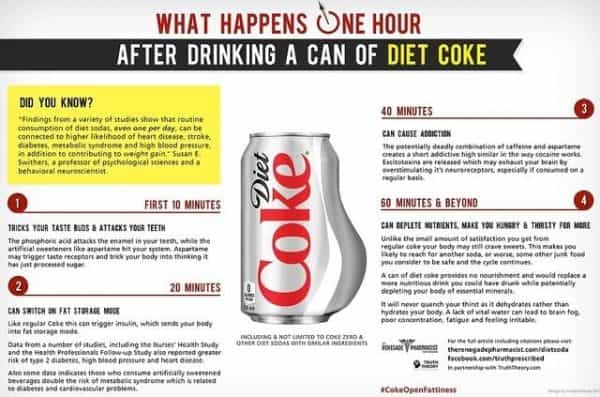 WHAT HAPPENS ONE HOUR
AFTER DRINKING A CAN OF DIET COKE
DID YOU KNOW?
"Findings from a variety of studies show that routine
consumption of diet sodas, even one per day, can be
connected to higher likelihood of heart disease, stroke,
diabetes, metabolic syndrome and high blood pressure,
in addition to contributing to weight gain." Susan E.
Swithers, a professor of psychological sciences and a
behavioral neuroscientist.
1
FIRST 10 MINUTES
TRICKS YOUR TASTE BUDS & ATTACKS YOUR TEETH
The phosphoric acid attacks the enamel in your teeth, while the
artificial sweeteners like aspartame hit your system. Aspartame
may trigger taste receptors and trick your body into thinking it
has just processed sugar.
2
20 MINUTES
CAN SWITCH ON FAT STORAGE MODE
Like regular Coke this can trigger insulin, which sends your body
into fat storage mode.
Data from a number of studies, including the Nurses' Health Study
and the Health Professionals Follow-up Study also reported greater
risk of type 2 diabetes, high blood pressure and heart disease.
Also some data indicates those who consume artificially sweetened
beverages double the risk of metabolic syndrome which is related
to diabetes and cardiovascular problems.
Diet
Coke
0
INCLUDING & NOT LIMITED TO COKE ZERO &
OTHER DIET SODAS WITH SIMILAR INGREDIENTS
3
40 MINUTES
CAN CAUSE ADDICTION
The potentially deadly combination of caffeine and aspartame
creates a short addictive high similar in the way cocaine works.
Excitotoxins are released which may exhaust your brain by
overstimulating it's neuroreceptors, especially if consumed on a
regular basis.
4
60 MINUTES & BEYOND
CAN DEPLETE NUTRIENTS, MAKE YOU HUNGRY & THIRSTY FOR MORE
Unlike the small amount of satisfaction you get from
regular coke your body may still crave sweets. This makes you
likely to reach for another soda, or worse, some other junk food
you consider to be safe and the cycle continues.
A can of diet coke provides no nourishment and would replace a
more nutritious drink you could have drunk while potentially
depleting your body of essential minerals.
It will never quench your thirst as it dehydrates rather than
hydrates your body. A lack of vital water can lead to brain fog,
poor concentration, fatigue and feeling irritable.
THE
RENEGADE PHARMACIST
TRUTH
THEORY
For the full article including citations please visit:
therenegadepharmacist.com/dietsoda
facebook.com/truthprescribed
In partnership with TruthTheory.com
#CokeOpenFattiness